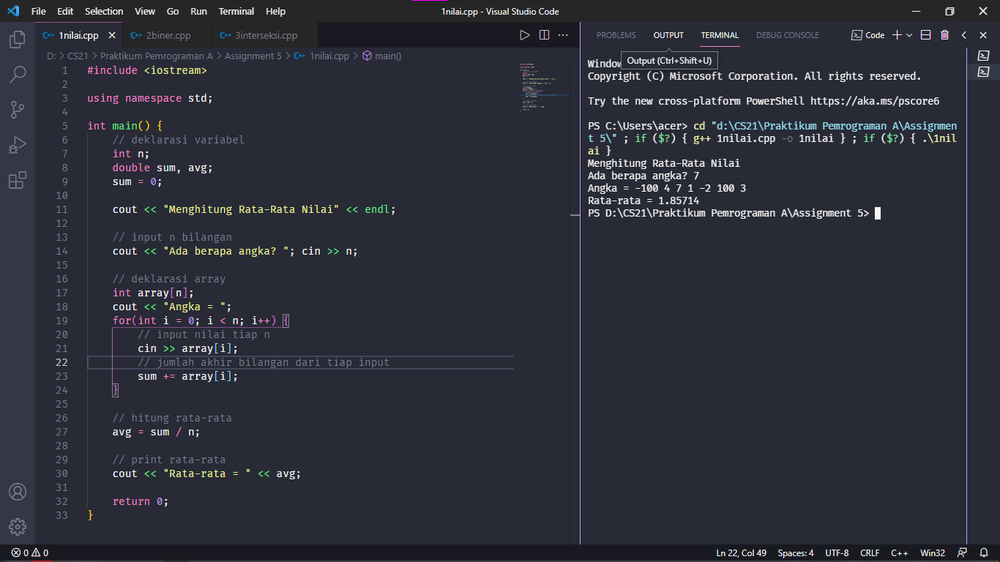 File Edit Selection View Go Run Terminal Help
1nilai.cpp - Visual Studio Code
1nilai.cpp
2biner.cpp
3interseksi.cpp
D: > CS21 > Praktikum Pemrograman A > Assignment 5 > 1nilai.cpp > main()
1 #include <iostream>
2
3 using namespace std;
4
5 int main() {
6 // deklarasi variabel
7 int n;
8 double sum, avg;
9 sum = 0;
10
11 cout << "Menghitung Rata-Rata Nilai" << endl;
12
13 // input n bilangan
14 cout << "Ada berapa angka? "; cin >> n;
15
16 // deklarasi array
17 int array[n];
18 cout << "Angka = ";
19 for(int i = 0; i < n; i++) {
20 // input nilai tiap n
21 cin >> array[i];
22 // jumlah akhir bilangan dari tiap input
23 sum += array[i];
24 }
25
26 // hitung rata-rata
27 avg = sum / n;
28
29 // print rata-rata
30 cout << "Rata-rata = " << avg;
31
32 return 0;
33 }
PROBLEMS OUTPUT TERMINAL DEBUG CONSOLE
Code
Output (Ctrl+Shift+U)
Window
Copyright (C) Microsoft Corporation. All rights reserved.
Try the new cross-platform PowerShell https://aka.ms/pscore6
PS C:\Users\acer> cd "d:\CS21\Praktikum Pemrograman A\Assignmen
t 5\" ; if ($?) { g++ 1nilai.cpp -o 1nilai } ; if ($?) { .\1nil
ai }
Menghitung Rata-Rata Nilai
Ada berapa angka? 7
Angka = -100 4 7 1 -2 100 3
Rata-rata = 1.85714
PS D:\CS21\Praktikum Pemrograman A\Assignment 5>
0 0
Ln 22, Col 49 Spaces: 4 UTF-8 CRLF C++ Win32